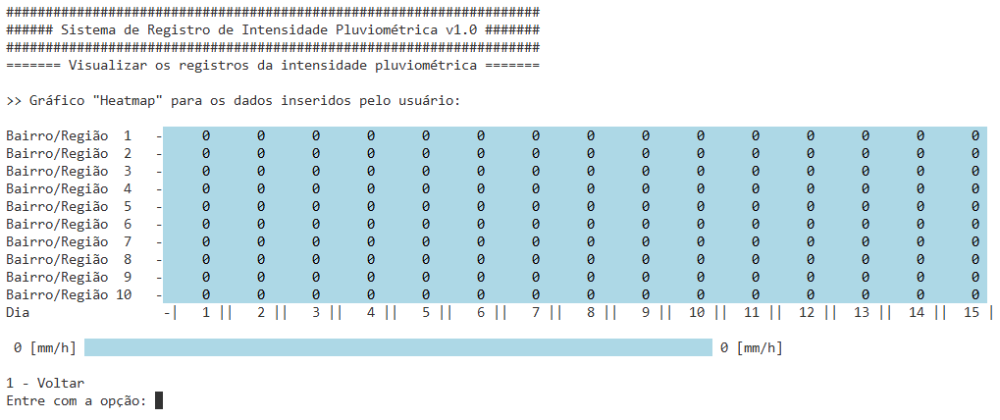 ####################################################################
###### Sistema de Registro de Intensidade Pluviométrica v1.0 #######
####################################################################
======= Visualizar os registros da intensidade pluviométrica =======
>> Gráfico "Heatmap" para os dados inseridos pelo usuário:
Bairro/Região  1   -     0      0      0      0      0      0      0      0      0      0      0      0      0      0      0
Bairro/Região  2   -     0      0      0      0      0      0      0      0      0      0      0      0      0      0      0
Bairro/Região  3   -     0      0      0      0      0      0      0      0      0      0      0      0      0      0      0
Bairro/Região  4   -     0      0      0      0      0      0      0      0      0      0      0      0      0      0      0
Bairro/Região  5   -     0      0      0      0      0      0      0      0      0      0      0      0      0      0      0
Bairro/Região  6   -     0      0      0      0      0      0      0      0      0      0      0      0      0      0      0
Bairro/Região  7   -     0      0      0      0      0      0      0      0      0      0      0      0      0      0      0
Bairro/Região  8   -     0      0      0      0      0      0      0      0      0      0      0      0      0      0      0
Bairro/Região  9   -     0      0      0      0      0      0      0      0      0      0      0      0      0      0      0
Bairro/Região 10   -     0      0      0      0      0      0      0      0      0      0      0      0      0      0      0
Dia                 -|   1 ||   2 ||   3 ||   4 ||   5 ||   6 ||   7 ||   8 ||   9 ||  10 ||  11 ||  12 ||  13 ||  14 ||  15 |
0 [mm/h] 0 [mm/h]
1 - Voltar
Entre com a opção: